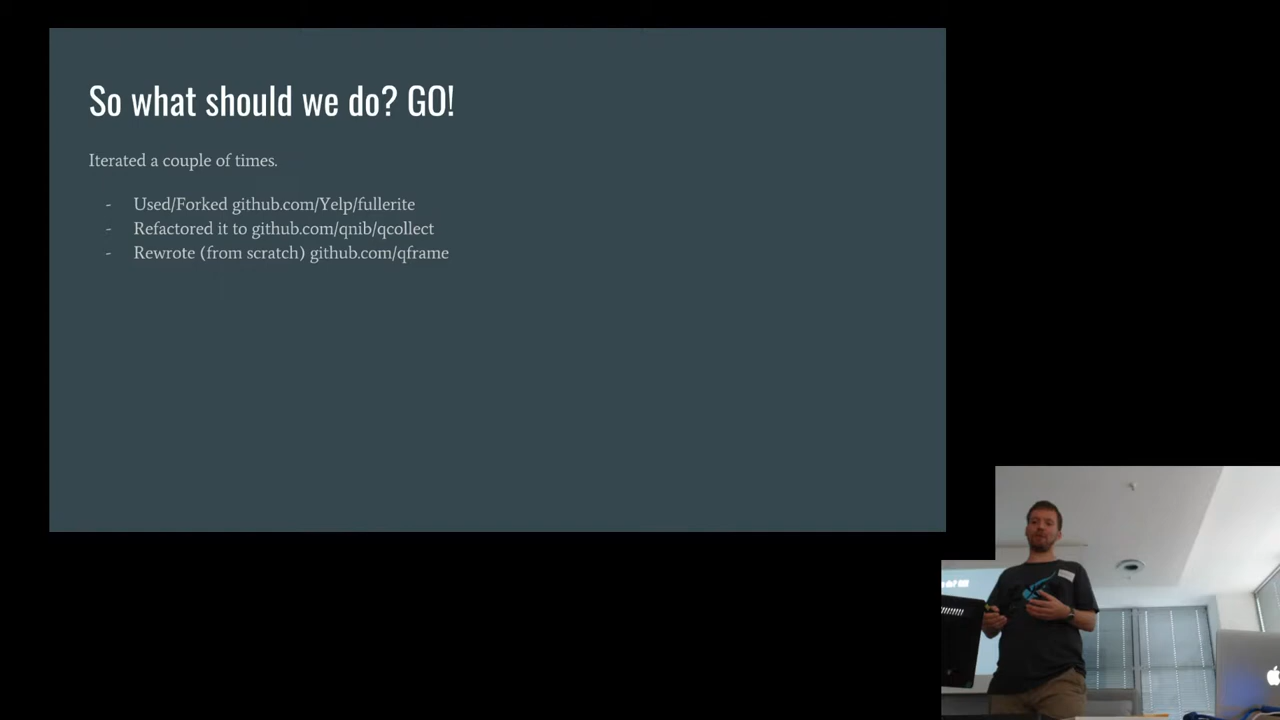 So what should we do? GO!
Iterated a couple of times.
- Used/Forked github.com/Yelp/fullerite
- Refactored it to github.com/qnib/qcollect
- Rewrote (from scratch) github.com/qframe